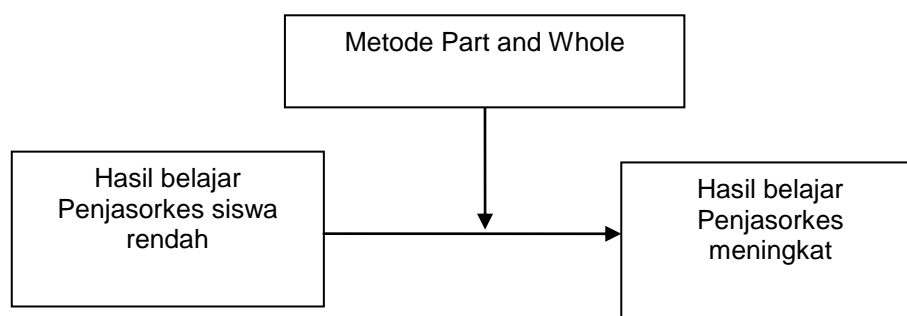 Metode Part and Whole
Hasil belajar
Penjasorkes siswa
rendah
Hasil belajar
Penjasorkes
meningkat